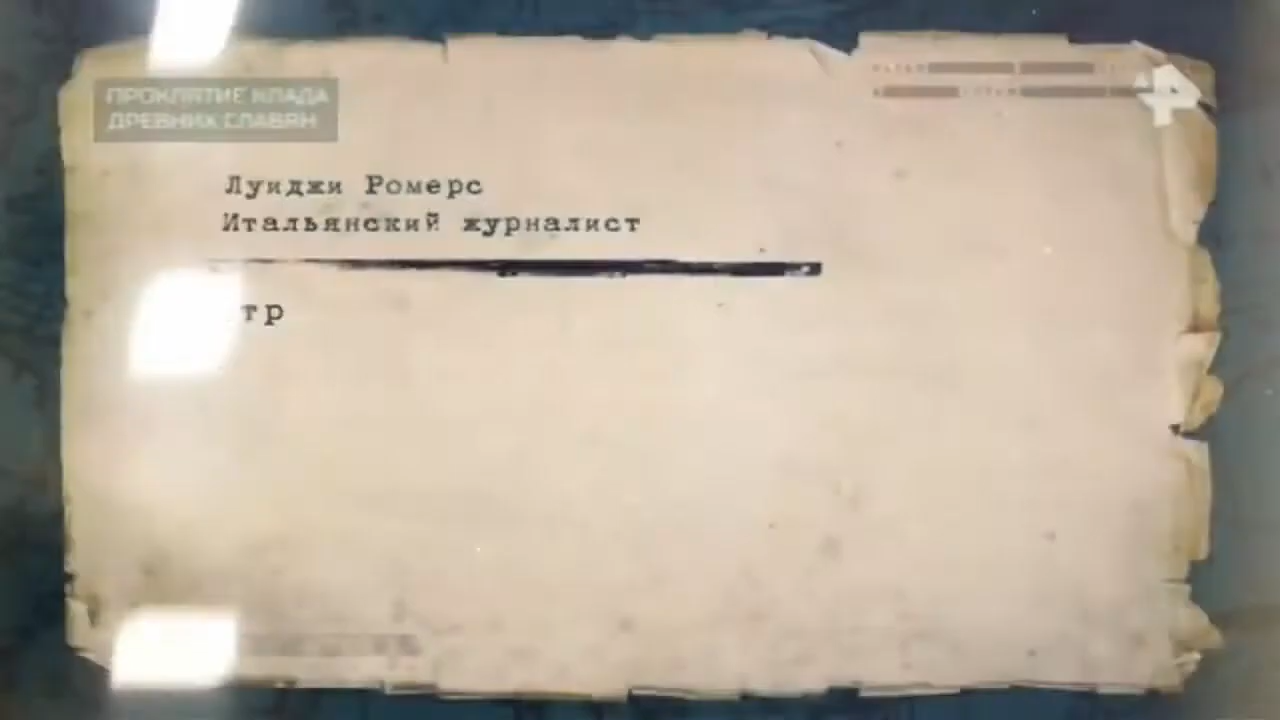 ПРОКЛЯТИЕ КЛАДА
ДРЕВНИХ СЛАВЯН
Луиджи Ромерс
Итальянский журналист
тр